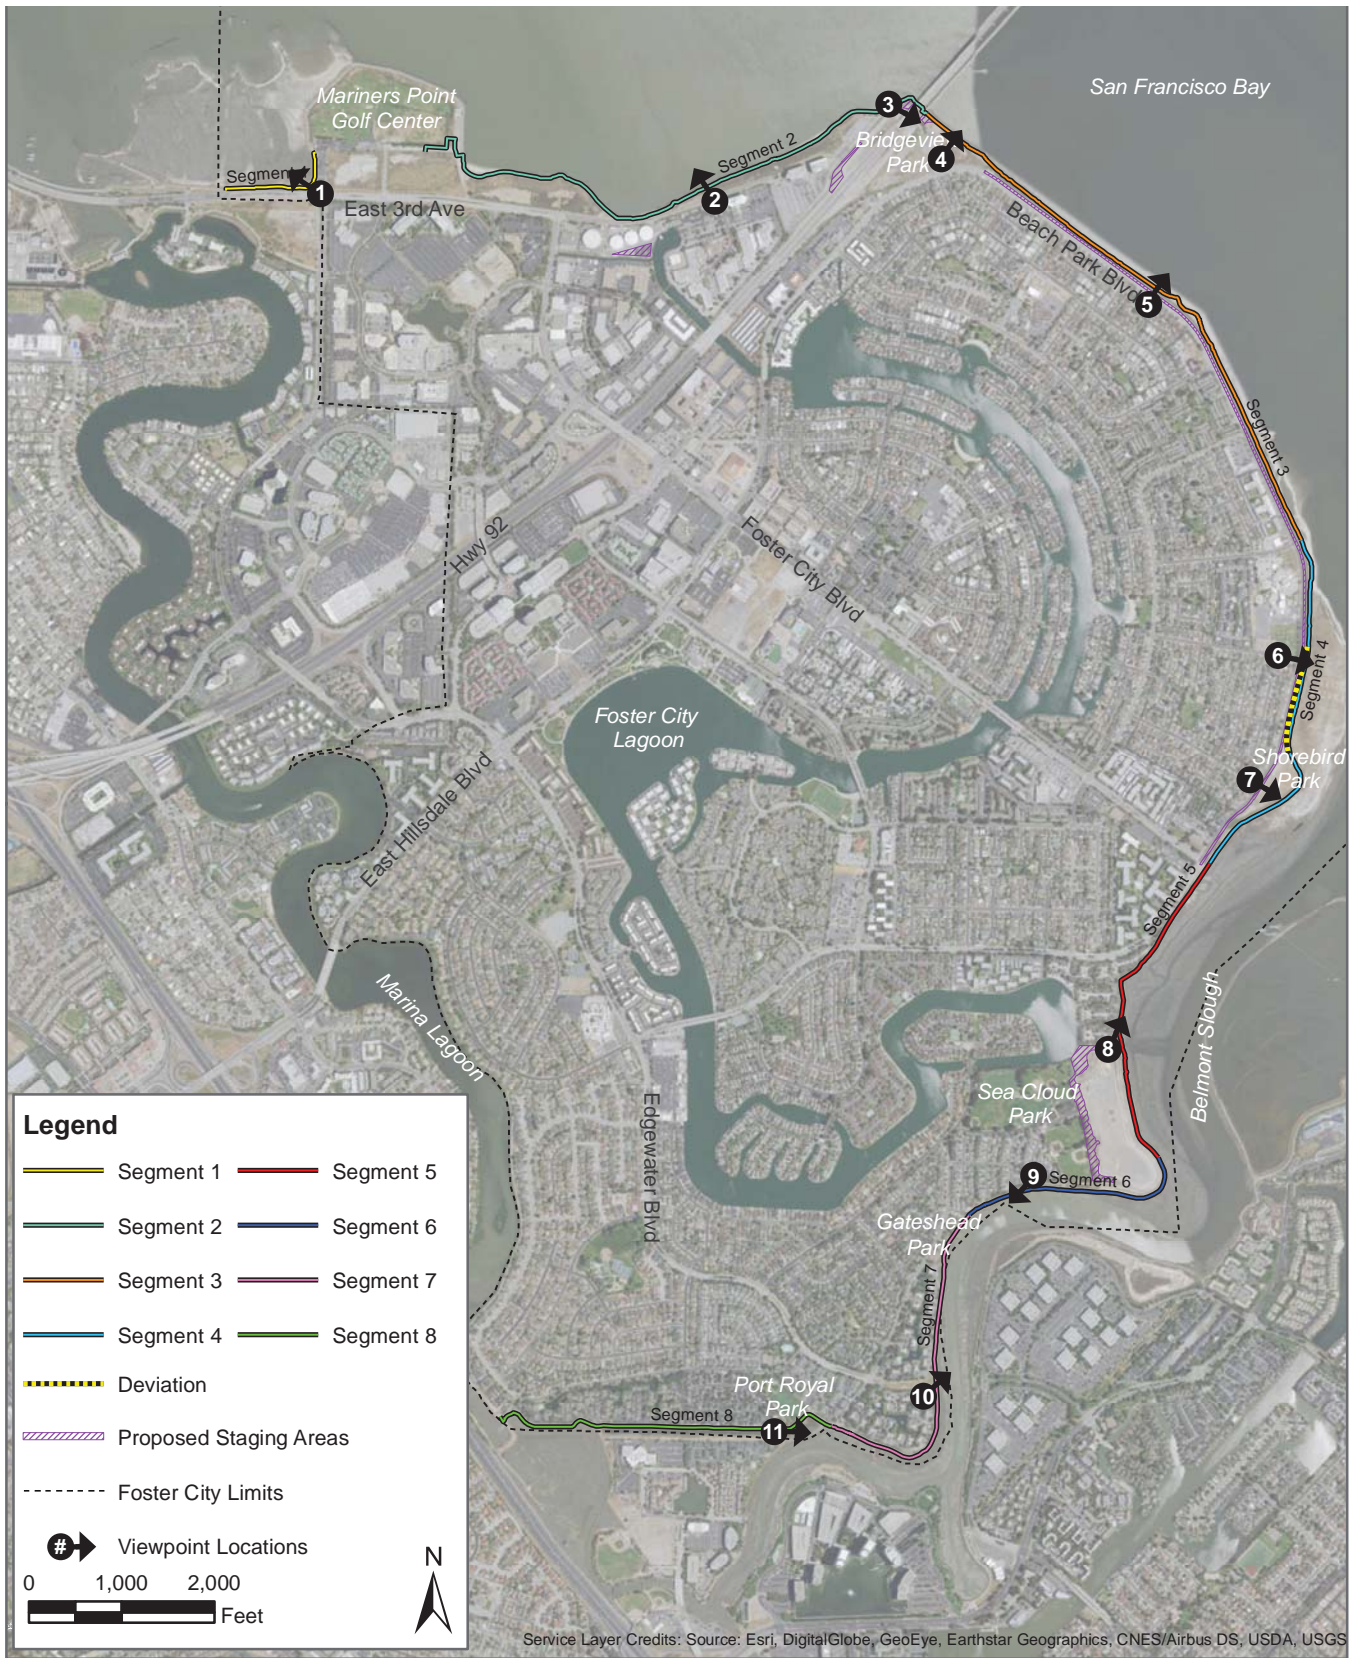 San Francisco Bay
Mariners Point
Golf Center
3
Bridgeview
Park
4
Segment 2
Segment 1
1
2
East 3rd Ave
Beach Park Blvd
5
Segment 3
Hwy 92
Foster City Blvd
6
Segment 4
Foster City
Lagoon
Shorebird
Park
7
East Hillsdale Blvd
Segment 5
Marina Lagoon
Belmont Slough
8
Sea Cloud
Park
Edgewater Blvd
9
Segment 6
Gateshead
Park
Segment 7
10
Port Royal
Park
Segment 8
11
Legend
Segment 1
Segment 5
Segment 2
Segment 6
Segment 3
Segment 7
Segment 4
Segment 8
Deviation
Proposed Staging Areas
Foster City Limits
# Viewpoint Locations
N
0 1,000 2,000
Feet
Service Layer Credits: Source: Esri, DigitalGlobe, GeoEye, Earthstar Geographics, CNES/Airbus DS, USDA, USGS